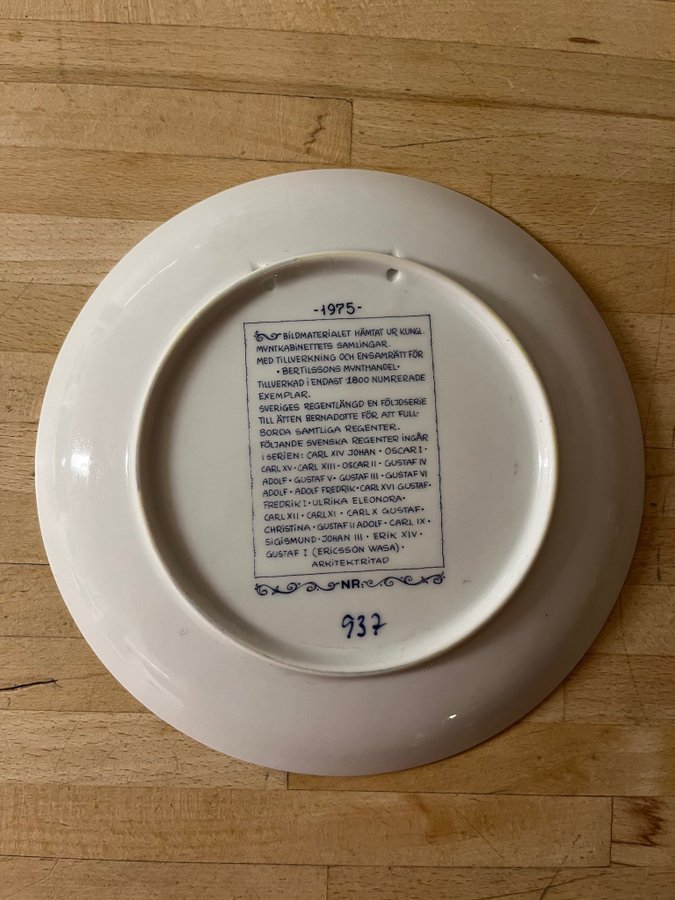 -1975-
BILDMATERIALET HÄMTAT UR KUNGL.
MYNTKABINETTETS SAMLINGAR.
MED TILLVERKNING OCH ENSAMRÄTT FÖR
· BERTILSSONS MYNTHANDEL·
TILLVERKAD I ENDAST 1800 NUMRERADE
EXEMPLAR.
SVERIGES REGENTLÄNGD EN FÖLJDSERIE
TILL ÄTTEN BERNADOTTE FÖR ATT FULL-
BORDA SAMTLIGA REGENTER.
FÖLJANDE SVENSKA REGENTER INGÅR
I SERIEN: CARL XIV JOHAN · OSCAR I ·
CARL XV · CARL XIII · OSCAR II · GUSTAF IV
ADOLF · GUSTAF V · GUSTAF III · GUSTAF VI
ADOLF · ADOLF FREDRIK · CARL XVI GUSTAF ·
FREDRIK I · ULRIKA ELEONORA ·
CARL XII · CARL XI · CARL X GUSTAF ·
CHRISTINA · GUSTAF II ADOLF · CARL IX ·
SIGISMUND · JOHAN III · ERIK XIV ·
GUSTAF I (ERICSSON WASA) ·
ARKITEKTRITAD
NR:
937